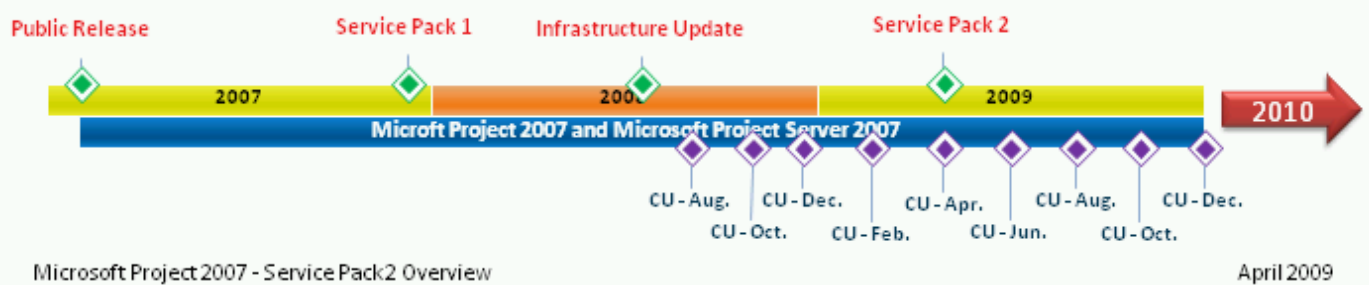 Public Release
Service Pack 1
Infrastructure Update
Service Pack 2
2007
2008
2009
2010
Microft Project 2007 and Microsoft Project Server 2007
CU - Aug.
CU - Dec.
CU - Apr.
CU - Aug.
CU - Dec.
CU - Oct.
CU - Feb.
CU - Jun.
CU - Oct.
Microsoft Project 2007 - Service Pack2 Overview
April 2009